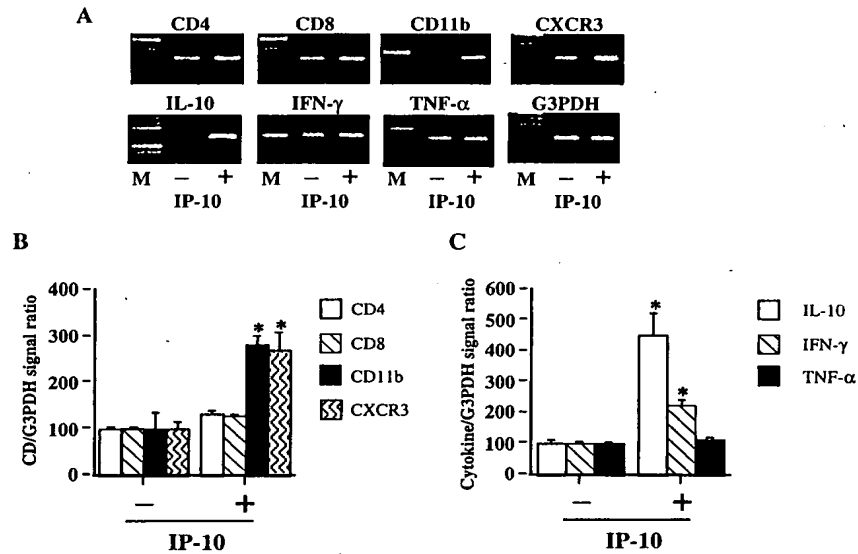 A
CD4 CD8 CD11b CXCR3
IL-10 IFN-γ TNF-α G3PDH
M − + M − + M − + M − +
IP-10 IP-10 IP-10 IP-10
B
CD/G3PDH signal ratio
400
300
200
100
0
* *
CD4
CD8
CD11b
CXCR3
− +
IP-10
C
Cytokine/G3PDH signal ratio
600
500
400
300
200
100
0
*
*
IL-10
IFN-γ
TNF-α
− +
IP-10